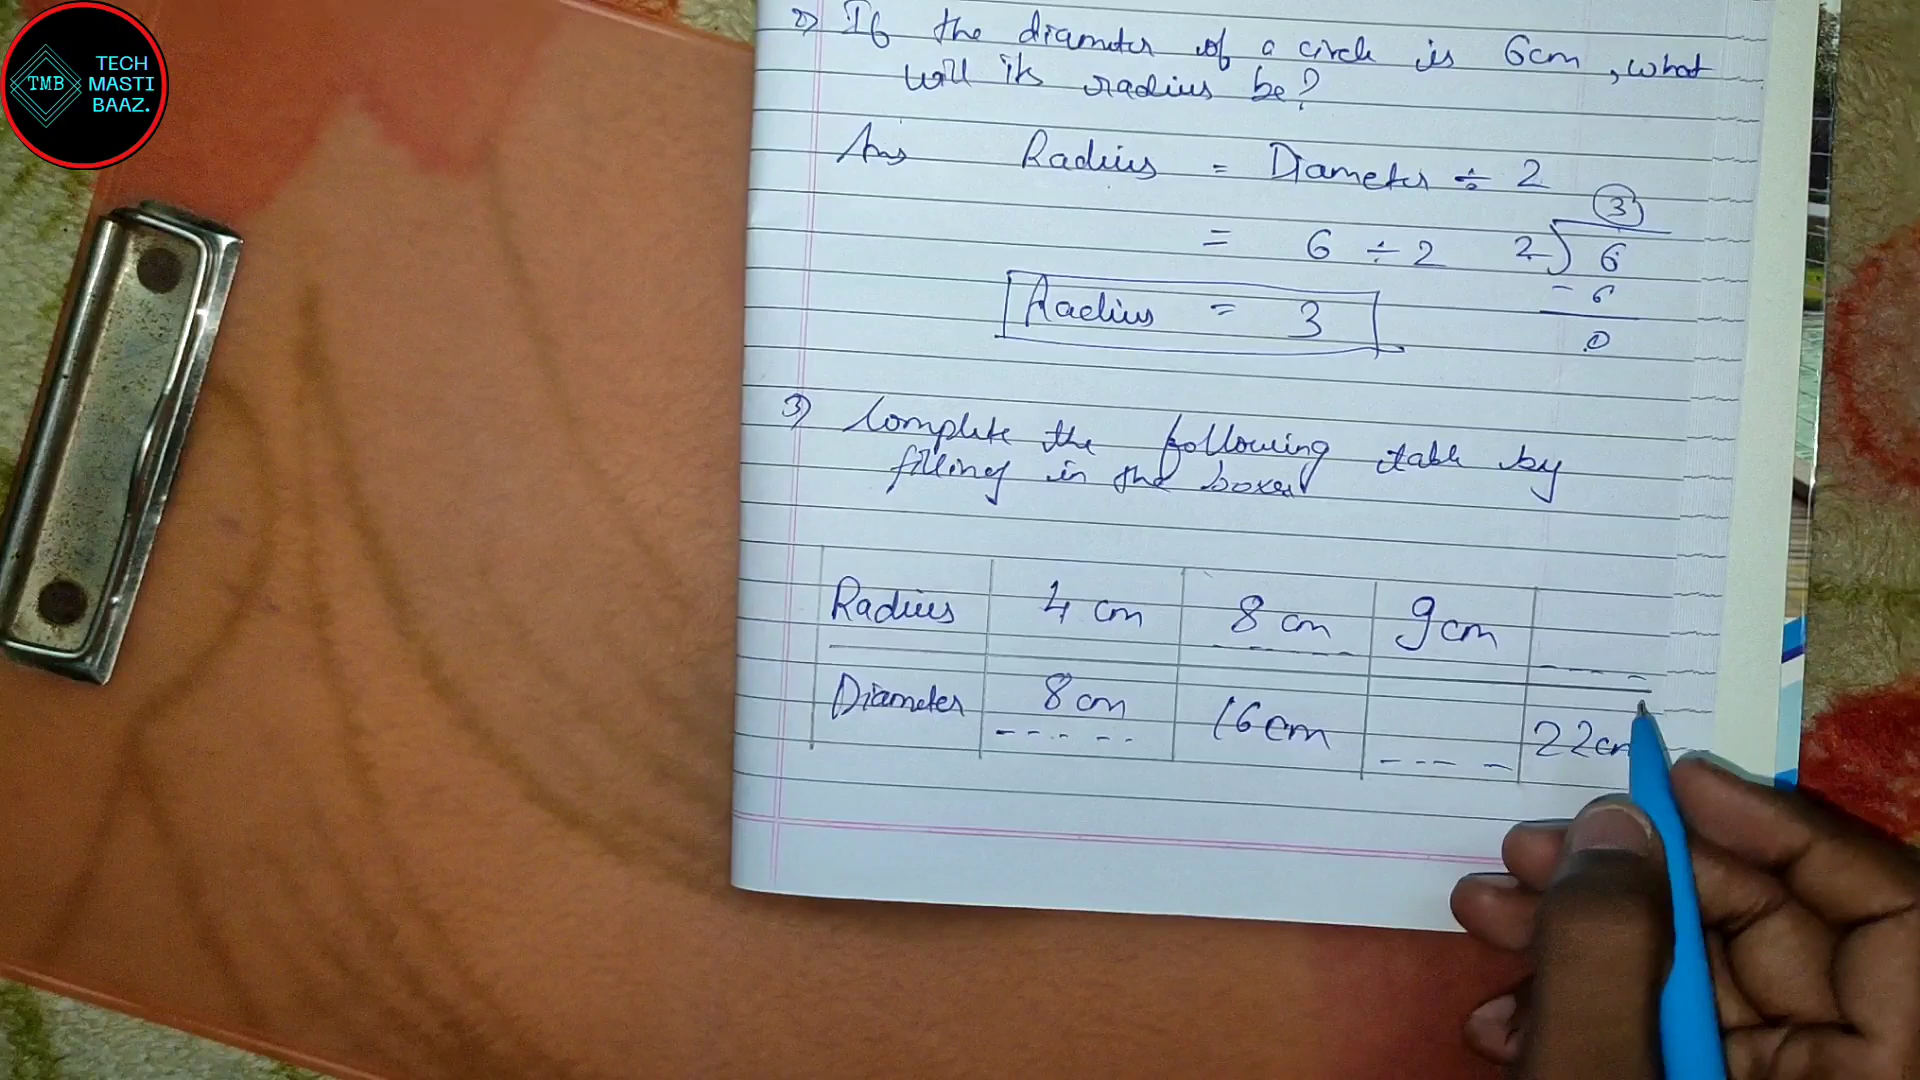 TMB
TECH
MASTI
BAAZ.
2) If the diameter of a circle is 6cm, what
will its radius be?
Ans Radius = Diameter ÷ 2
= 6 ÷ 2
3
2) 6
- 6
0
Radius = 3
3) Complete the following table by
filling in the boxes
Radius 4 cm 8 cm 9 cm
Diameter 8 cm 16 cm 22cm